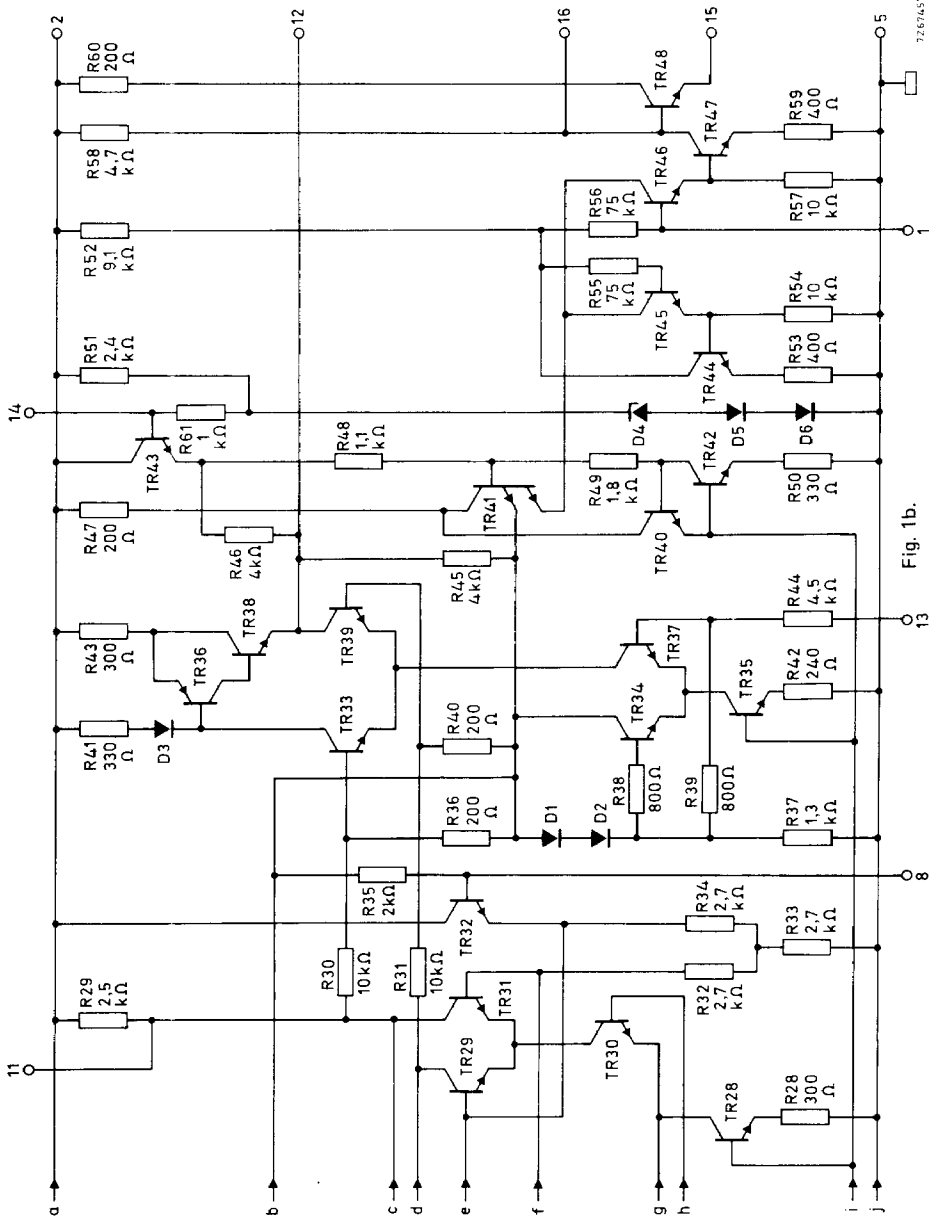 11
14
2
12
16
15
5
R29
2,5
kΩ
R41
330
Ω
R43
300
Ω
R47
200
Ω
R51
2,4
kΩ
R52
9,1
kΩ
R58
4,7
kΩ
R60
200
Ω
D3
TR36
TR38
R46
4kΩ
TR43
R61
1
kΩ
TR33
TR39
R48
1,1
kΩ
R30
10kΩ
R31
10kΩ
R35
2kΩ
R36
200
Ω
R40
200
Ω
R45
4kΩ
TR41
R55
75
kΩ
R56
75
kΩ
TR29
TR31
TR32
D1
D2
R49
1,8
kΩ
TR45
TR46
TR48
TR47
TR30
R38
800Ω
TR34
TR37
TR40
TR42
D4
TR44
R32
2,7
kΩ
R34
2,7
kΩ
R39
800Ω
TR28
R28
300
Ω
R33
2,7
kΩ
R37
1,3
kΩ
TR35
R42
240
Ω
R44
4,5
kΩ
R50
330
Ω
D5
D6
R53
400
Ω
R54
10
kΩ
R57
10
kΩ
R59
400
Ω
a
b
c
d
e
f
g
h
i
j
8
13
1
Fig. 1b.